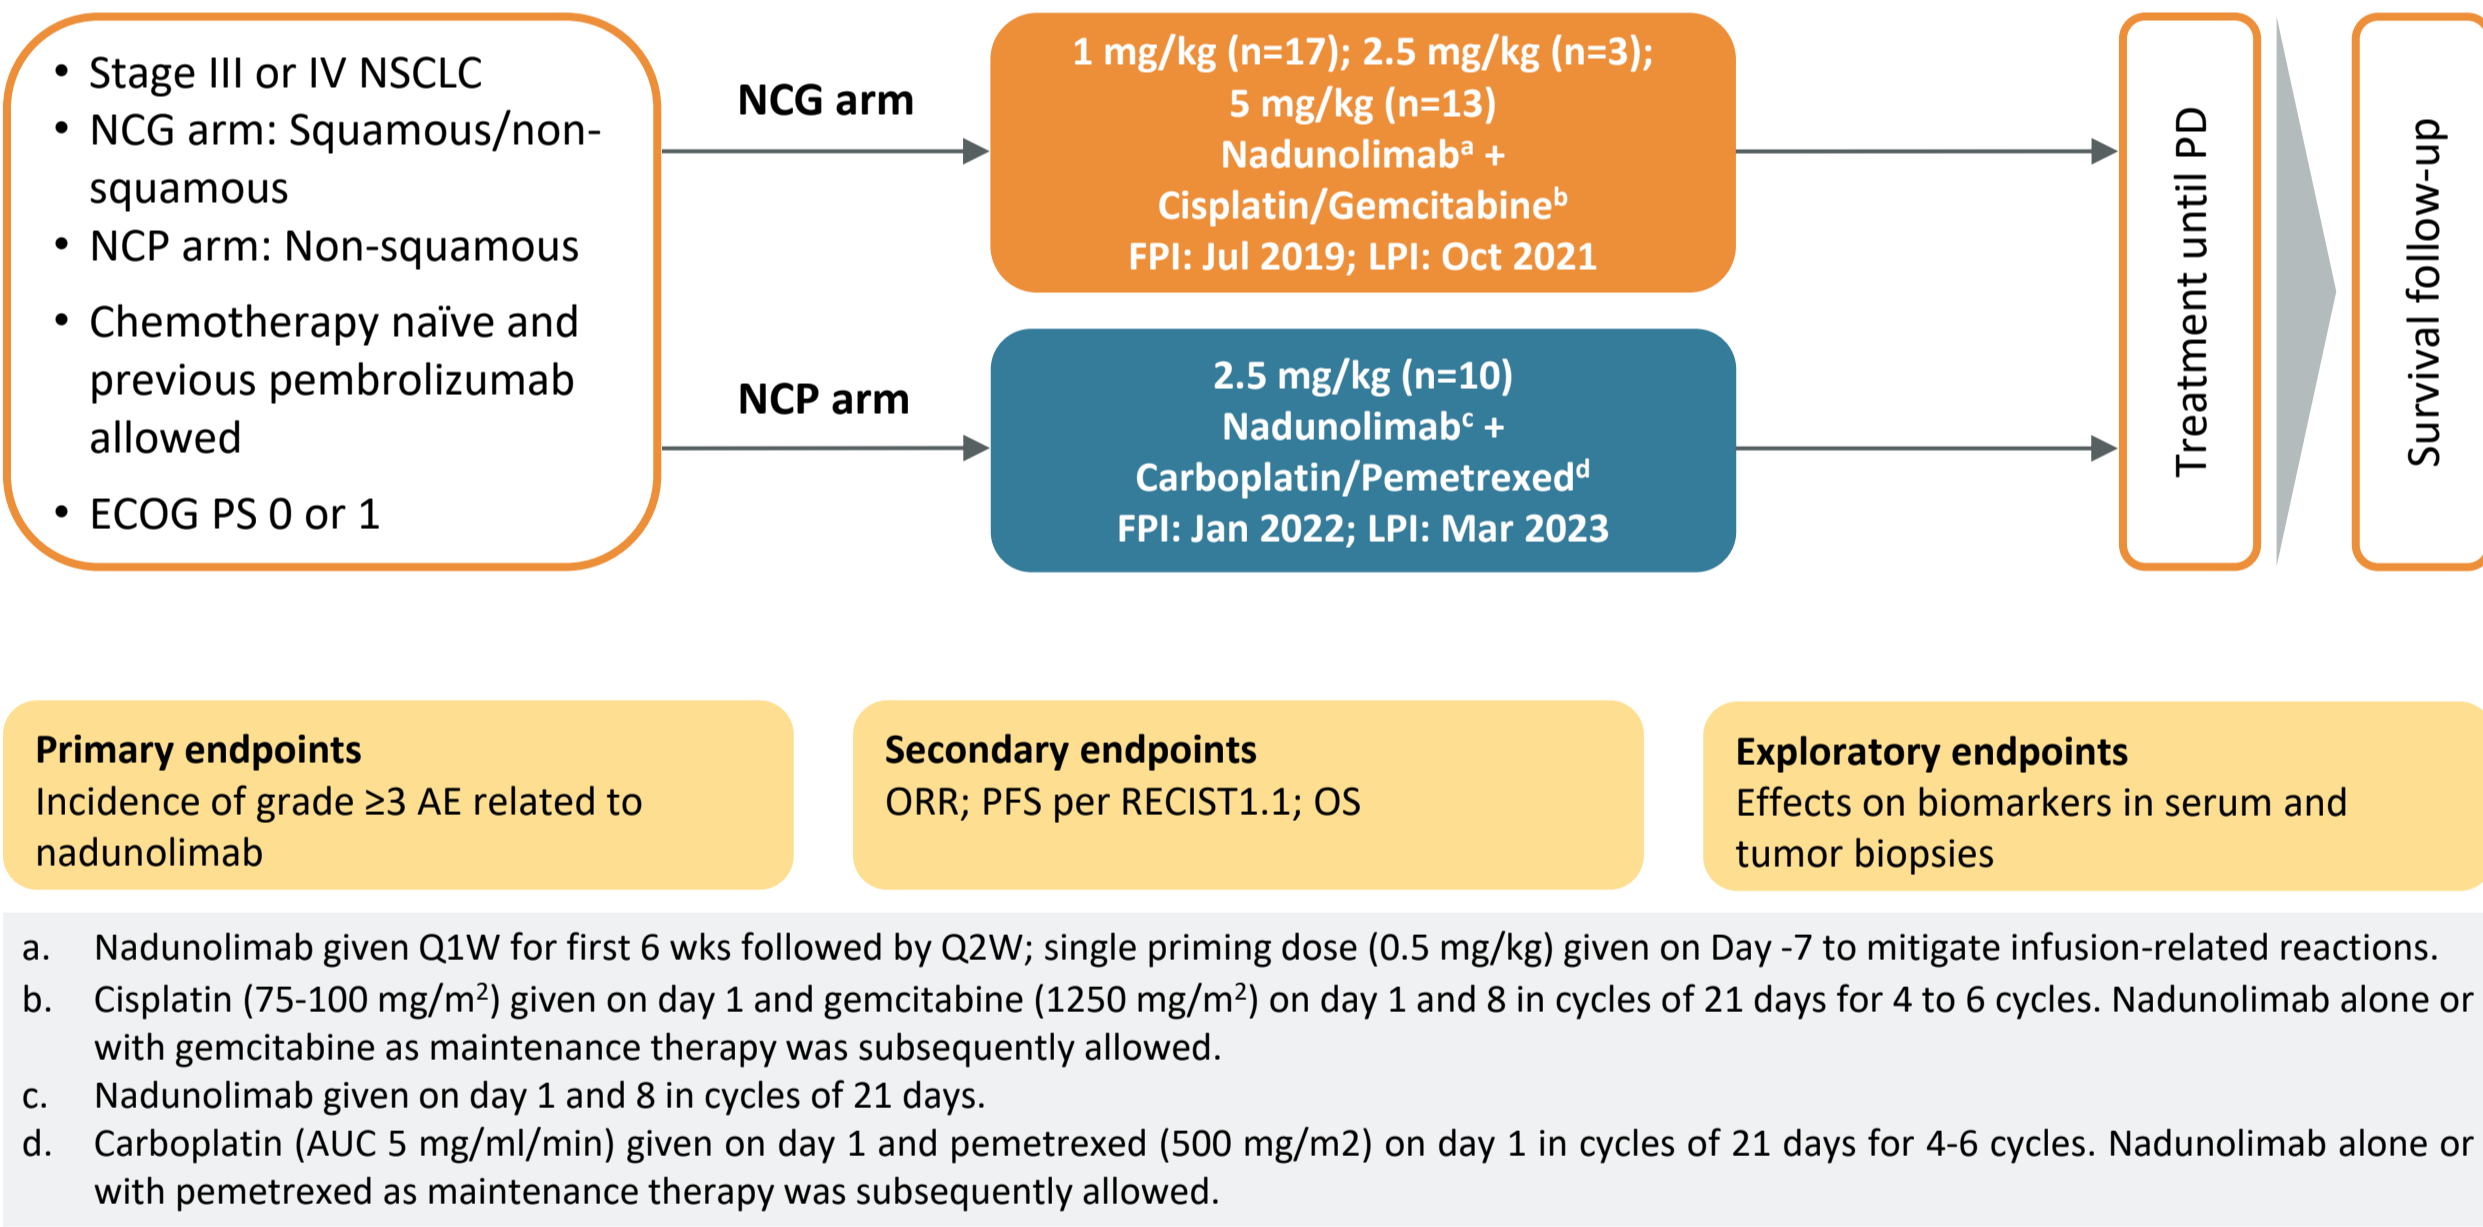 • Stage III or IV NSCLC
• NCG arm: Squamous/non-
squamous
• NCP arm: Non-squamous
• Chemotherapy naïve and
previous pembrolizumab
allowed
• ECOG PS 0 or 1
NCG arm
1 mg/kg (n=17); 2.5 mg/kg (n=3);
5 mg/kg (n=13)
Nadunolimabᵃ +
Cisplatin/Gemcitabineᵇ
FPI: Jul 2019; LPI: Oct 2021
NCP arm
2.5 mg/kg (n=10)
Nadunolimabᶜ +
Carboplatin/Pemetrexedᵈ
FPI: Jan 2022; LPI: Mar 2023
Treatment until PD
Survival follow-up
Primary endpoints
Incidence of grade ≥3 AE related to
nadunolimab
Secondary endpoints
ORR; PFS per RECIST1.1; OS
Exploratory endpoints
Effects on biomarkers in serum and
tumor biopsies
a. Nadunolimab given Q1W for first 6 wks followed by Q2W; single priming dose (0.5 mg/kg) given on Day -7 to mitigate infusion-related reactions.
b. Cisplatin (75-100 mg/m²) given on day 1 and gemcitabine (1250 mg/m²) on day 1 and 8 in cycles of 21 days for 4 to 6 cycles. Nadunolimab alone or
with gemcitabine as maintenance therapy was subsequently allowed.
c. Nadunolimab given on day 1 and 8 in cycles of 21 days.
d. Carboplatin (AUC 5 mg/ml/min) given on day 1 and pemetrexed (500 mg/m2) on day 1 in cycles of 21 days for 4-6 cycles. Nadunolimab alone or
with pemetrexed as maintenance therapy was subsequently allowed.